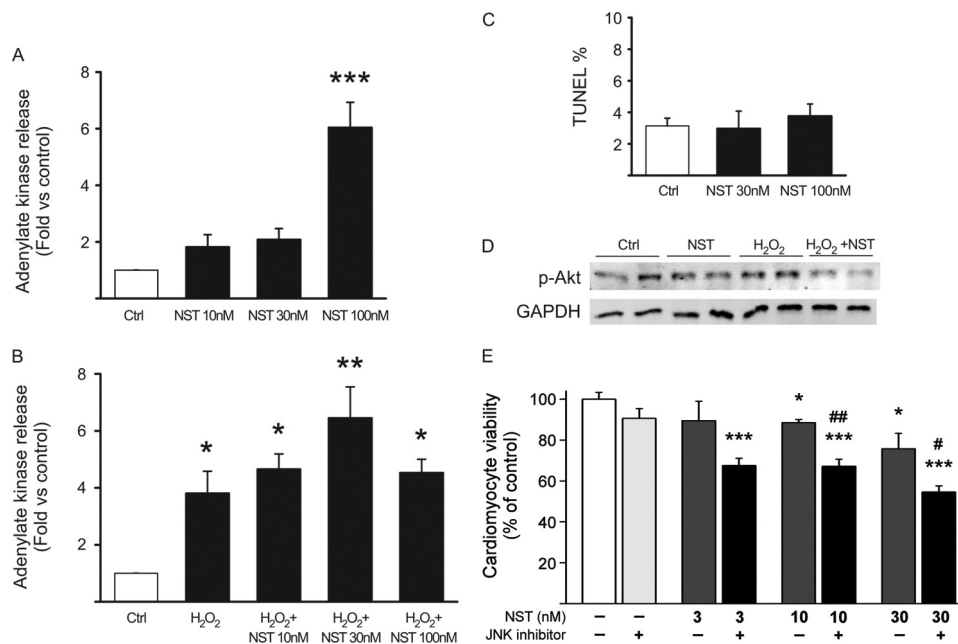 A
Adenylate kinase release
(Fold vs control)
8
6
4
2
***
Ctrl NST 10nM NST 30nM NST 100nM
B
Adenylate kinase release
(Fold vs control)
8
6
4
2
* * ** *
Ctrl H₂O₂ H₂O₂+ H₂O₂+ H₂O₂+
NST 10nM NST 30nM NST 100nM
C
TUNEL %
10
8
6
4
2
Ctrl NST 30nM NST 100nM
D
Ctrl NST H₂O₂ H₂O₂ +NST
p-Akt
GAPDH
E
Cardiomyocyte viability
(% of control)
100
80
60
40
20
*** * ## *** * # ***
NST (nM) – – 3 3 10 10 30 30
JNK inhibitor – + – + – + – +